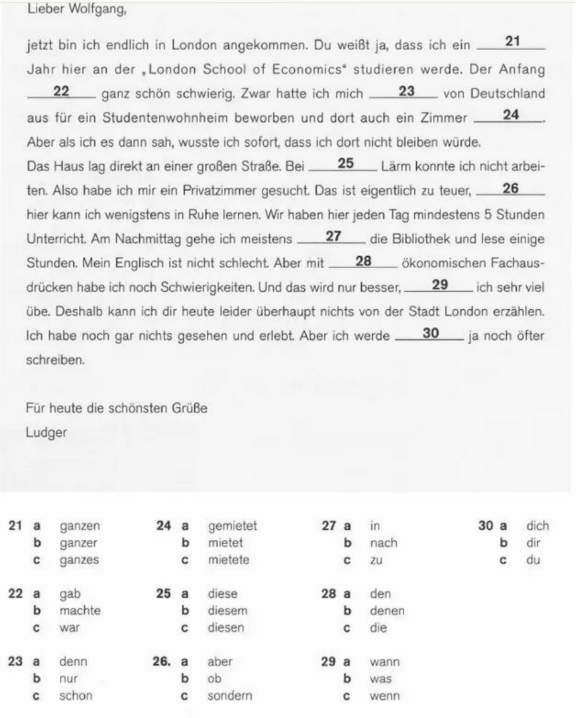 Lieber Wolfgang,
jetzt bin ich endlich in London angekommen. Du weißt ja, dass ich ein 21
Jahr hier an der „London School of Economics“ studieren werde. Der Anfang
22 ganz schön schwierig. Zwar hatte ich mich 23 von Deutschland
aus für ein Studentenwohnheim beworben und dort auch ein Zimmer 24.
Aber als ich es dann sah, wusste ich sofort, dass ich dort nicht bleiben würde.
Das Haus lag direkt an einer großen Straße. Bei 25 Lärm konnte ich nicht arbei-
ten. Also habe ich mir ein Privatzimmer gesucht. Das ist eigentlich zu teuer, 26
hier kann ich wenigstens in Ruhe lernen. Wir haben hier jeden Tag mindestens 5 Stunden
Unterricht. Am Nachmittag gehe ich meistens 27 die Bibliothek und lese einige
Stunden. Mein Englisch ist nicht schlecht. Aber mit 28 ökonomischen Fachaus-
drücken habe ich noch Schwierigkeiten. Und das wird nur besser, 29 ich sehr viel
übe. Deshalb kann ich dir heute leider überhaupt nichts von der Stadt London erzählen.
Ich habe noch gar nichts gesehen und erlebt. Aber ich werde 30 ja noch öfter
schreiben.
Für heute die schönsten Grüße
Ludger
21 a ganzen 24 a gemietet 27 a in 30 a dich
b ganzer b mietet b nach b dir
c ganzes c mietete c zu c du
22 a gab 25 a diese 28 a den
b machte b diesem b denen
c war c diesen c die
23 a denn 26. a aber 29 a wann
b nur b ob b was
c schon c sondern c wenn